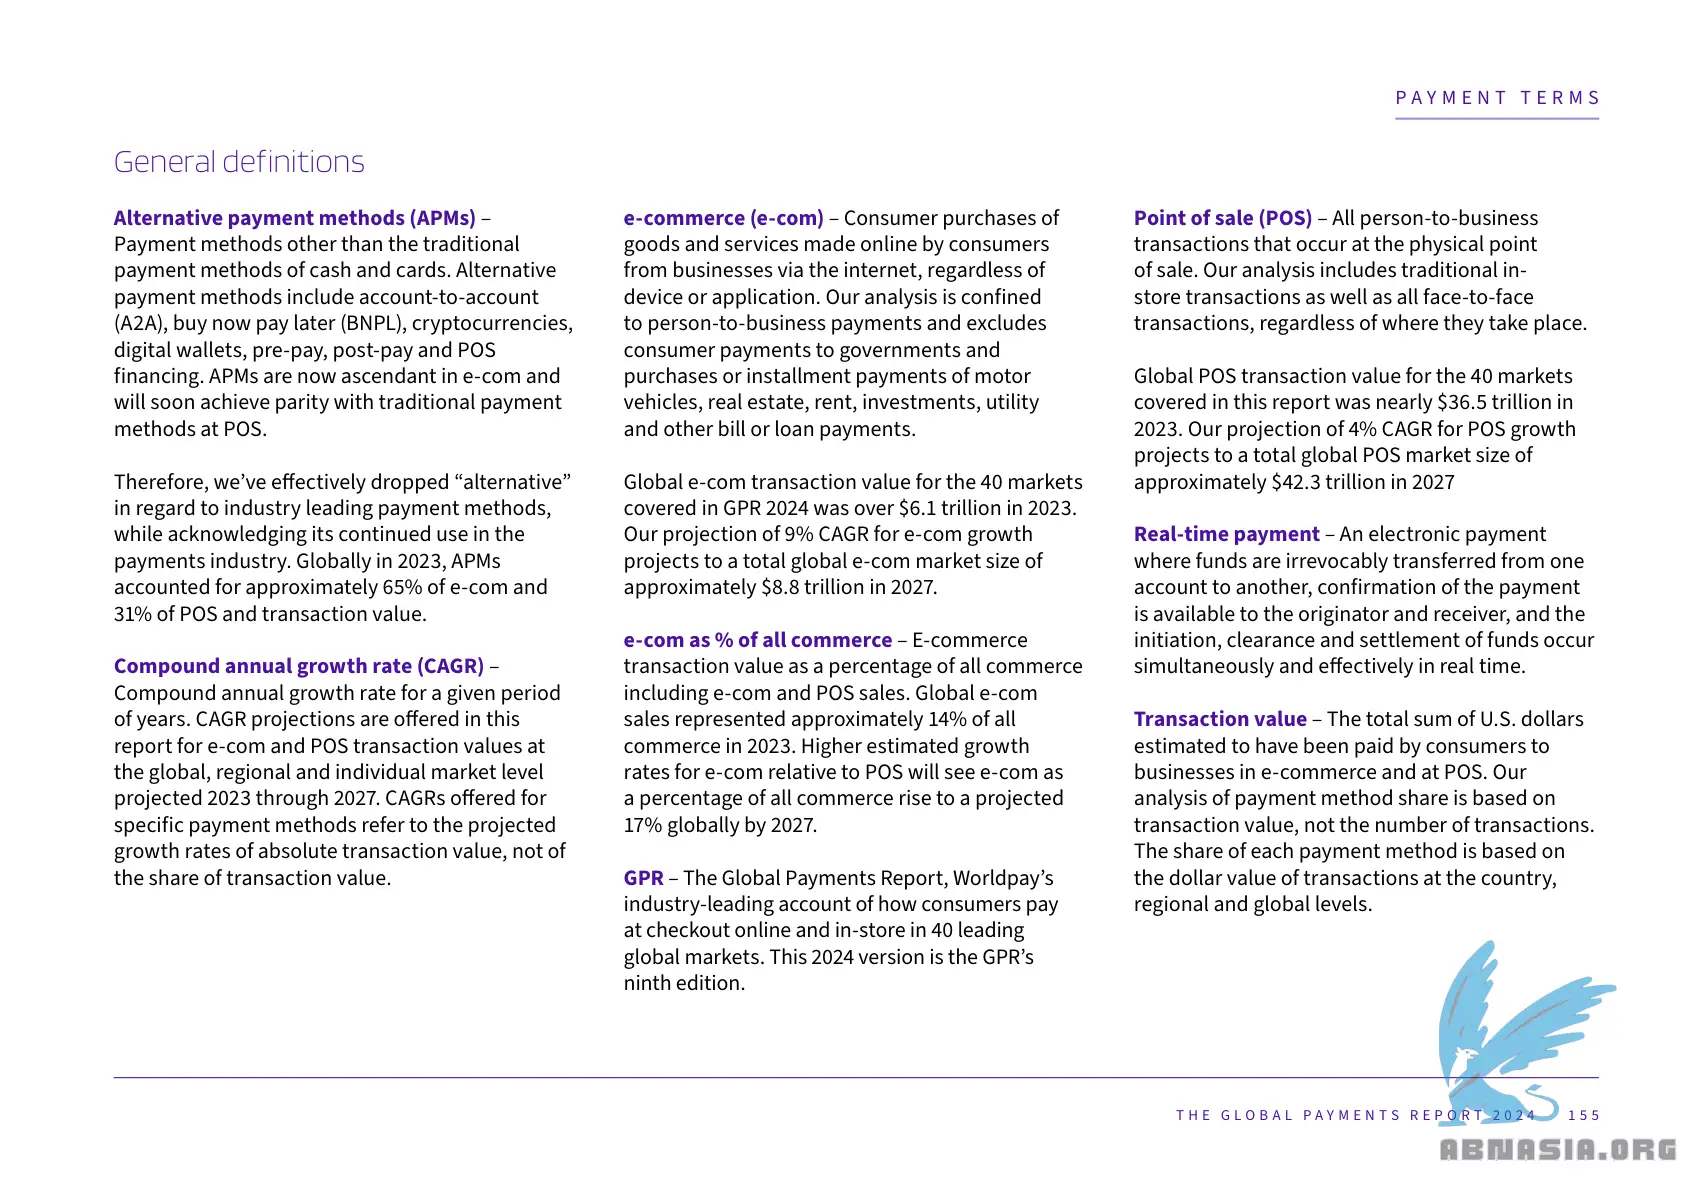 PAYMENT TERMS
General definitions
Alternative payment methods (APMs) –
Payment methods other than the traditional
payment methods of cash and cards. Alternative
payment methods include account-to-account
(A2A), buy now pay later (BNPL), cryptocurrencies,
digital wallets, pre-pay, post-pay and POS
financing. APMs are now ascendant in e-com and
will soon achieve parity with traditional payment
methods at POS.
Therefore, we’ve effectively dropped “alternative”
in regard to industry leading payment methods,
while acknowledging its continued use in the
payments industry. Globally in 2023, APMs
accounted for approximately 65% of e-com and
31% of POS and transaction value.
Compound annual growth rate (CAGR) –
Compound annual growth rate for a given period
of years. CAGR projections are offered in this
report for e-com and POS transaction values at
the global, regional and individual market level
projected 2023 through 2027. CAGRs offered for
specific payment methods refer to the projected
growth rates of absolute transaction value, not of
the share of transaction value.
e-commerce (e-com) – Consumer purchases of
goods and services made online by consumers
from businesses via the internet, regardless of
device or application. Our analysis is confined
to person-to-business payments and excludes
consumer payments to governments and
purchases or installment payments of motor
vehicles, real estate, rent, investments, utility
and other bill or loan payments.
Global e-com transaction value for the 40 markets
covered in GPR 2024 was over $6.1 trillion in 2023.
Our projection of 9% CAGR for e-com growth
projects to a total global e-com market size of
approximately $8.8 trillion in 2027.
e-com as % of all commerce – E-commerce
transaction value as a percentage of all commerce
including e-com and POS sales. Global e-com
sales represented approximately 14% of all
commerce in 2023. Higher estimated growth
rates for e-com relative to POS will see e-com as
a percentage of all commerce rise to a projected
17% globally by 2027.
GPR – The Global Payments Report, Worldpay’s
industry-leading account of how consumers pay
at checkout online and in-store in 40 leading
global markets. This 2024 version is the GPR’s
ninth edition.
Point of sale (POS) – All person-to-business
transactions that occur at the physical point
of sale. Our analysis includes traditional in-
store transactions as well as all face-to-face
transactions, regardless of where they take place.
Global POS transaction value for the 40 markets
covered in this report was nearly $36.5 trillion in
2023. Our projection of 4% CAGR for POS growth
projects to a total global POS market size of
approximately $42.3 trillion in 2027
Real-time payment – An electronic payment
where funds are irrevocably transferred from one
account to another, confirmation of the payment
is available to the originator and receiver, and the
initiation, clearance and settlement of funds occur
simultaneously and effectively in real time.
Transaction value – The total sum of U.S. dollars
estimated to have been paid by consumers to
businesses in e-commerce and at POS. Our
analysis of payment method share is based on
transaction value, not the number of transactions.
The share of each payment method is based on
the dollar value of transactions at the country,
regional and global levels.
THE GLOBAL PAYMENTS REPORT 2024 155
ABNASIA.ORG